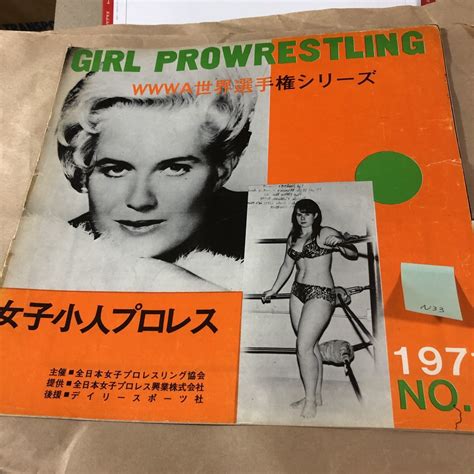 GIRL PROWRESTLING
WWWA世界選手権シリーズ
女子小人プロレス
主催■全日本女子プロレスリング協会
提供■全日本女子プロレス興業株式会社
後援■デイリースポーツ社
197
NO.